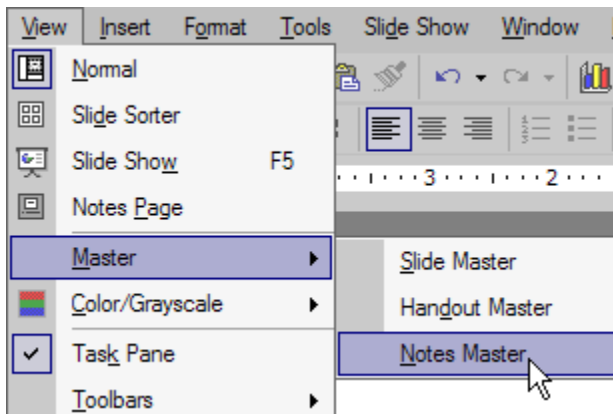 View Insert Format Tools Slide Show Window
Normal
Slide Sorter
Slide Show F5
3 2
Notes Page
Master
Slide Master
Color/Grayscale
Handout Master
Task Pane
Notes Master
Toolbars